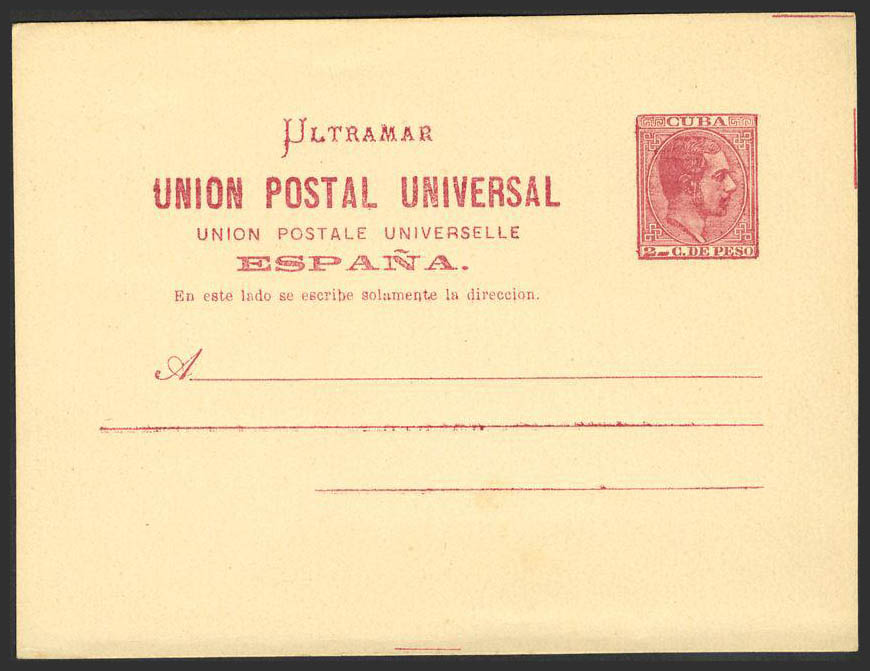 ULTRAMAR
UNION POSTAL UNIVERSAL
UNION POSTALE UNIVERSELLE
ESPAÑA.
En este lado se escribe solamente la direccion.
A
CUBA
2 C. DE PESO